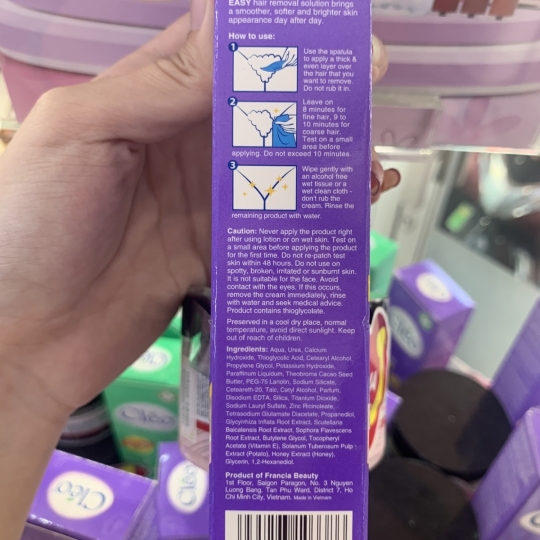 EASY hair removal solution brings
a smoother, softer and brighter skin
appearance day after day.
How to use:
1
Use the spatula
to apply a thick &
even layer over
the hair that you
want to remove.
Do not rub it in.
2
Leave on
8 minutes for
fine hair, 9 to
10 minutes for
coarse hair.
Test on a small
area before
applying. Do not exceed 10 minutes.
3
Wipe gently with
an alcohol free
wet tissue or a
wet clean cloth -
don't rub the
cream. Rinse the
remaining product with water.
Caution: Never apply the product right
after using lotion or on wet skin. Test on
a small area before applying the product
for the first time. Do not re-patch test
skin within 48 hours. Do not use on
spotty, broken, irritated or sunburnt skin.
It is not suitable for the face. Avoid
contact with the eyes. If this occurs,
remove the cream immediately, rinse
with water and seek medical advice.
Product contains thioglycolate.
Preserved in a cool dry place, normal
temperature, avoid direct sunlight. Keep
out of reach of children.
Ingredients: Aqua, Urea, Calcium
Hydroxide, Thioglycolic Acid, Cetearyl Alcohol,
Propylene Glycol, Potassium Hydroxide,
Paraffinum Liquidum, Theobroma Cacao Seed
Butter, PEG-75 Lanolin, Sodium Silicate,
Ceteareth-20, Talc, Cetyl Alcohol, Parfum,
Disodium EDTA, Silica, Titanium Dioxide,
Sodium Lauryl Sulfate, Zinc Ricinoleate,
Tetrasodium Glutamate Diacetate, Propanediol,
Glycyrrhiza Inflata Root Extract, Scutellaria
Baicalensis Root Extract, Sophora Flavescens
Root Extract, Butylene Glycol, Tocopheryl
Acetate (Vitamin E), Solanum Tuberosum Pulp
Extract (Potato), Honey Extract (Honey),
Glycerin, 1,2-Hexanediol.
Product of Francia Beauty
1st Floor, Saigon Paragon, No. 3 Nguyen
Luong Bang, Tan Phu Ward, District 7, Ho
Chi Minh City, Vietnam. Made in Vietnam
Cléo
Cléo
Cléo